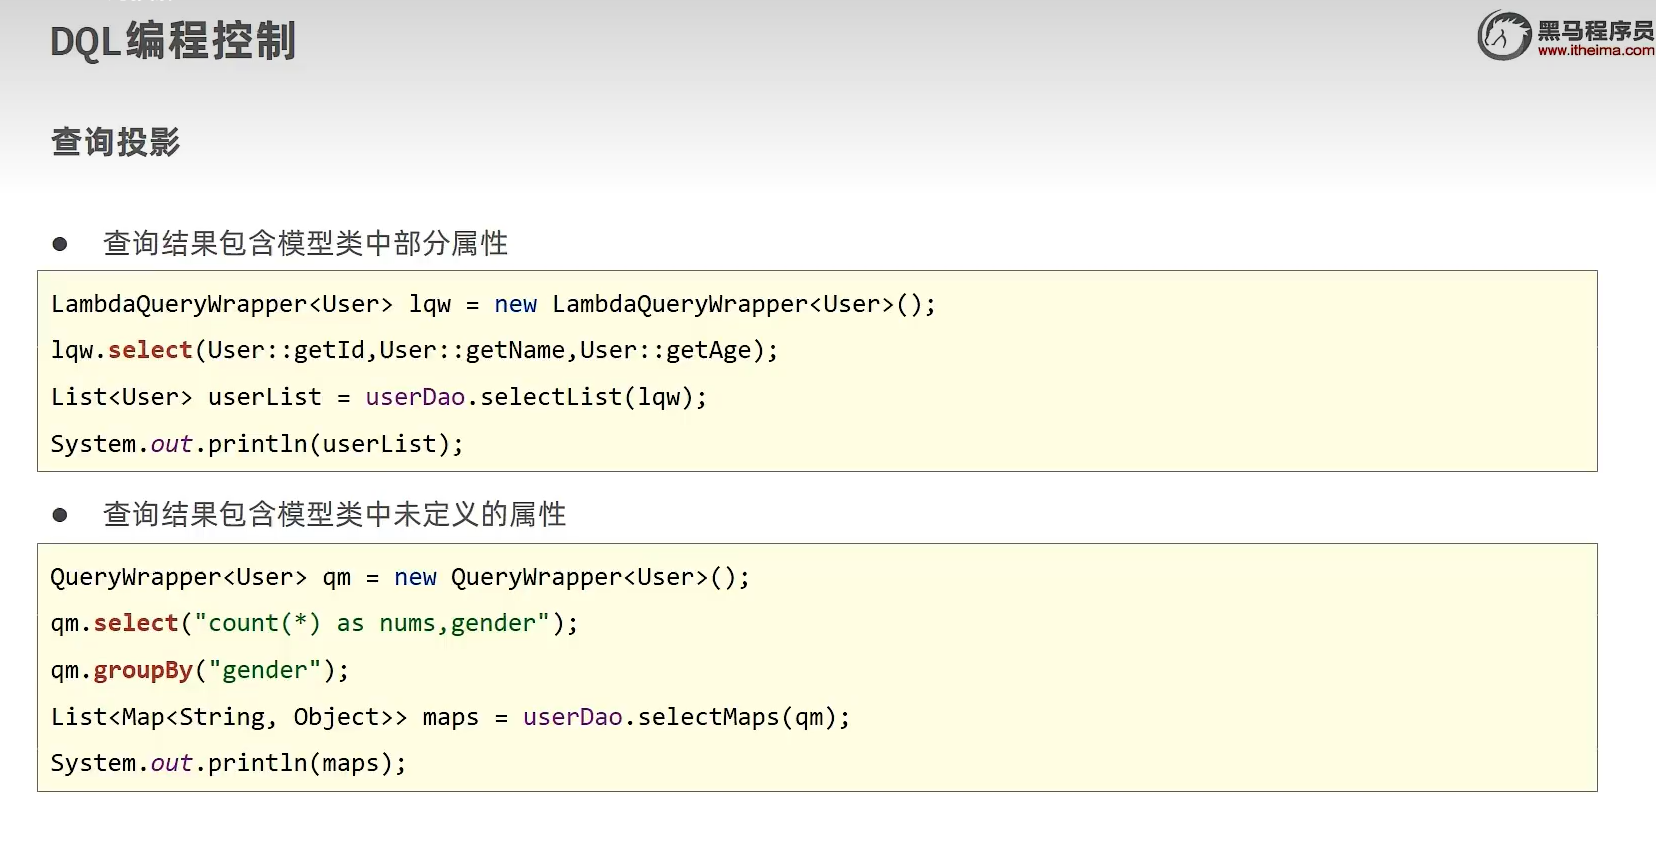 DQL编程控制
黑马程序员
www.itheima.com
查询投影
● 查询结果包含模型类中部分属性
LambdaQueryWrapper<User> lqw = new LambdaQueryWrapper<User>();
lqw.select(User::getId,User::getName,User::getAge);
List<User> userList = userDao.selectList(lqw);
System.out.println(userList);
● 查询结果包含模型类中未定义的属性
QueryWrapper<User> qm = new QueryWrapper<User>();
qm.select("count(*) as nums,gender");
qm.groupBy("gender");
List<Map<String, Object>> maps = userDao.selectMaps(qm);
System.out.println(maps);